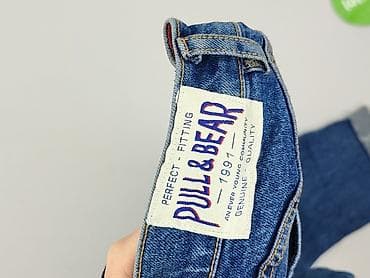 PERFECT - FITTING
PULL & BEAR
— 1991 —
AN EVER YOUNG COMMUNITY
GENUINE QUALITY